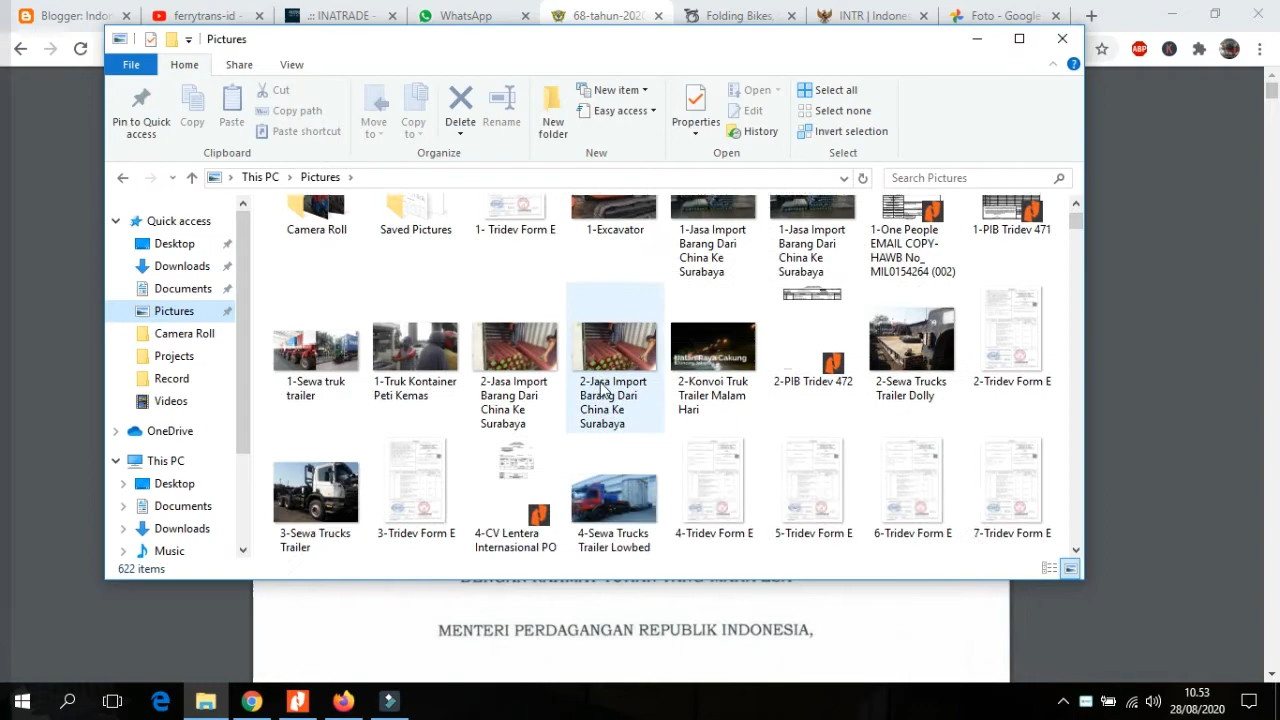 Blogger: Indor
ferrytrans-id -
.:: INATRADE -
WhatsApp
68-tahun-2020
Folding Bikes,
INTR | Indone
Foto - Google
Pictures
File
Home
Share
View
Pin to Quick access
Copy
Paste
Cut
Copy path
Paste shortcut
Clipboard
Move to
Copy to
Delete
Rename
Organize
New folder
New item
Easy access
New
Properties
Open
Edit
History
Open
Select all
Select none
Invert selection
Select
This PC
Pictures
Search Pictures
Quick access
Desktop
Downloads
Documents
Pictures
Camera Roll
Projects
Record
Videos
OneDrive
This PC
Desktop
Documents
Downloads
Music
Camera Roll
Saved Pictures
1- Tridev Form E
1-Excavator
1-Jasa Import
Barang Dari
China Ke
Surabaya
1-Jasa Import
Barang Dari
China Ke
Surabaya
1-One People
EMAIL COPY-
HAWB No_
MIL0154264 (002)
1-PIB Tridev 471
1-Sewa truk
trailer
1-Truk Kontainer
Peti Kemas
2-Jasa Import
Barang Dari
China Ke
Surabaya
2-Jasa Import
Barang Dari
China Ke
Surabaya
2-Konvoi Truk
Trailer Malam
Hari
2-PIB Tridev 472
2-Sewa Trucks
Trailer Dolly
2-Tridev Form E
3-Sewa Trucks
Trailer
3-Tridev Form E
4-CV Lentera
Internasional PO
4-Sewa Trucks
Trailer Lowbed
4-Tridev Form E
5-Tridev Form E
6-Tridev Form E
7-Tridev Form E
622 items
MENTERI PERDAGANGAN REPUBLIK INDONESIA,
10.53
28/08/2020